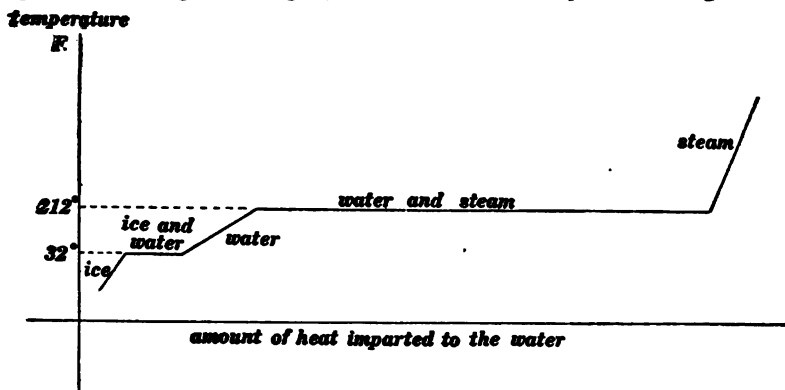 temperature
F.
steam
212°
water and steam
ice and
water
water
32°
ice
amount of heat imparted to the water